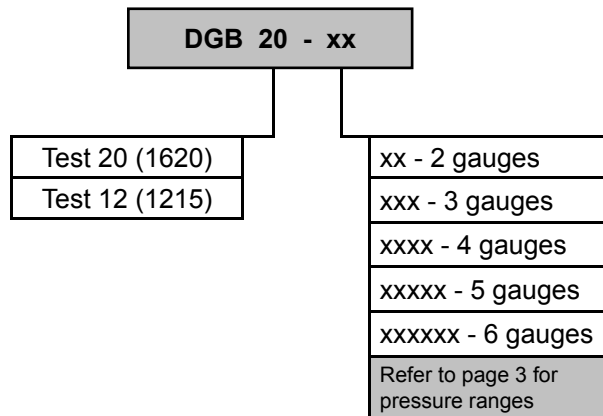 DGB 20 - xx
Test 20 (1620)
Test 12 (1215)
xx - 2 gauges
xxx - 3 gauges
xxxx - 4 gauges
xxxxx - 5 gauges
xxxxxx - 6 gauges
Refer to page 3 for
pressure ranges